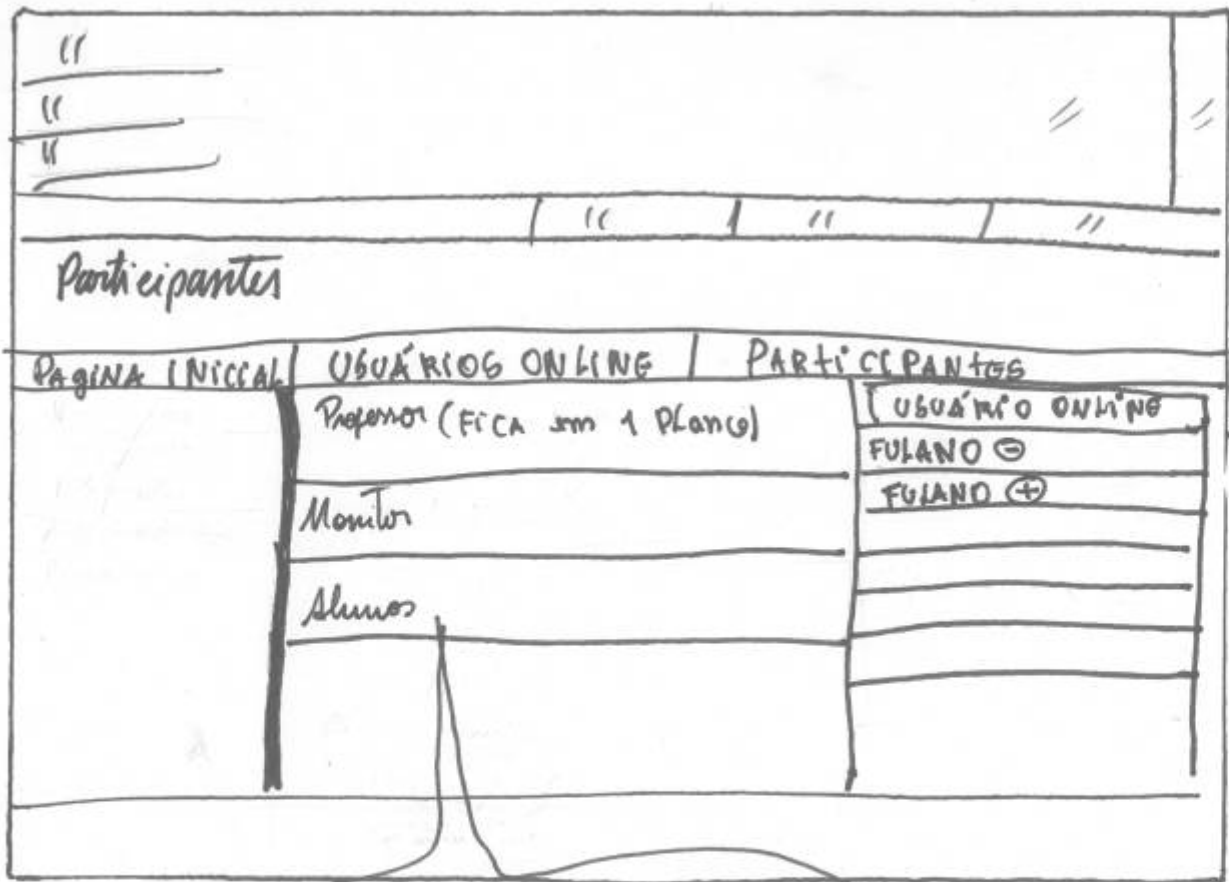 "
"
"
" "
" " "
Participantes
PAGINA INICIAL USUÁRIOS ONLINE PARTICIPANTES
Professor (FICA em 1 PLANO)
Monitor
Alunos
USUÁRIO ONLINE
FULANO ⊖
FULANO ⊕